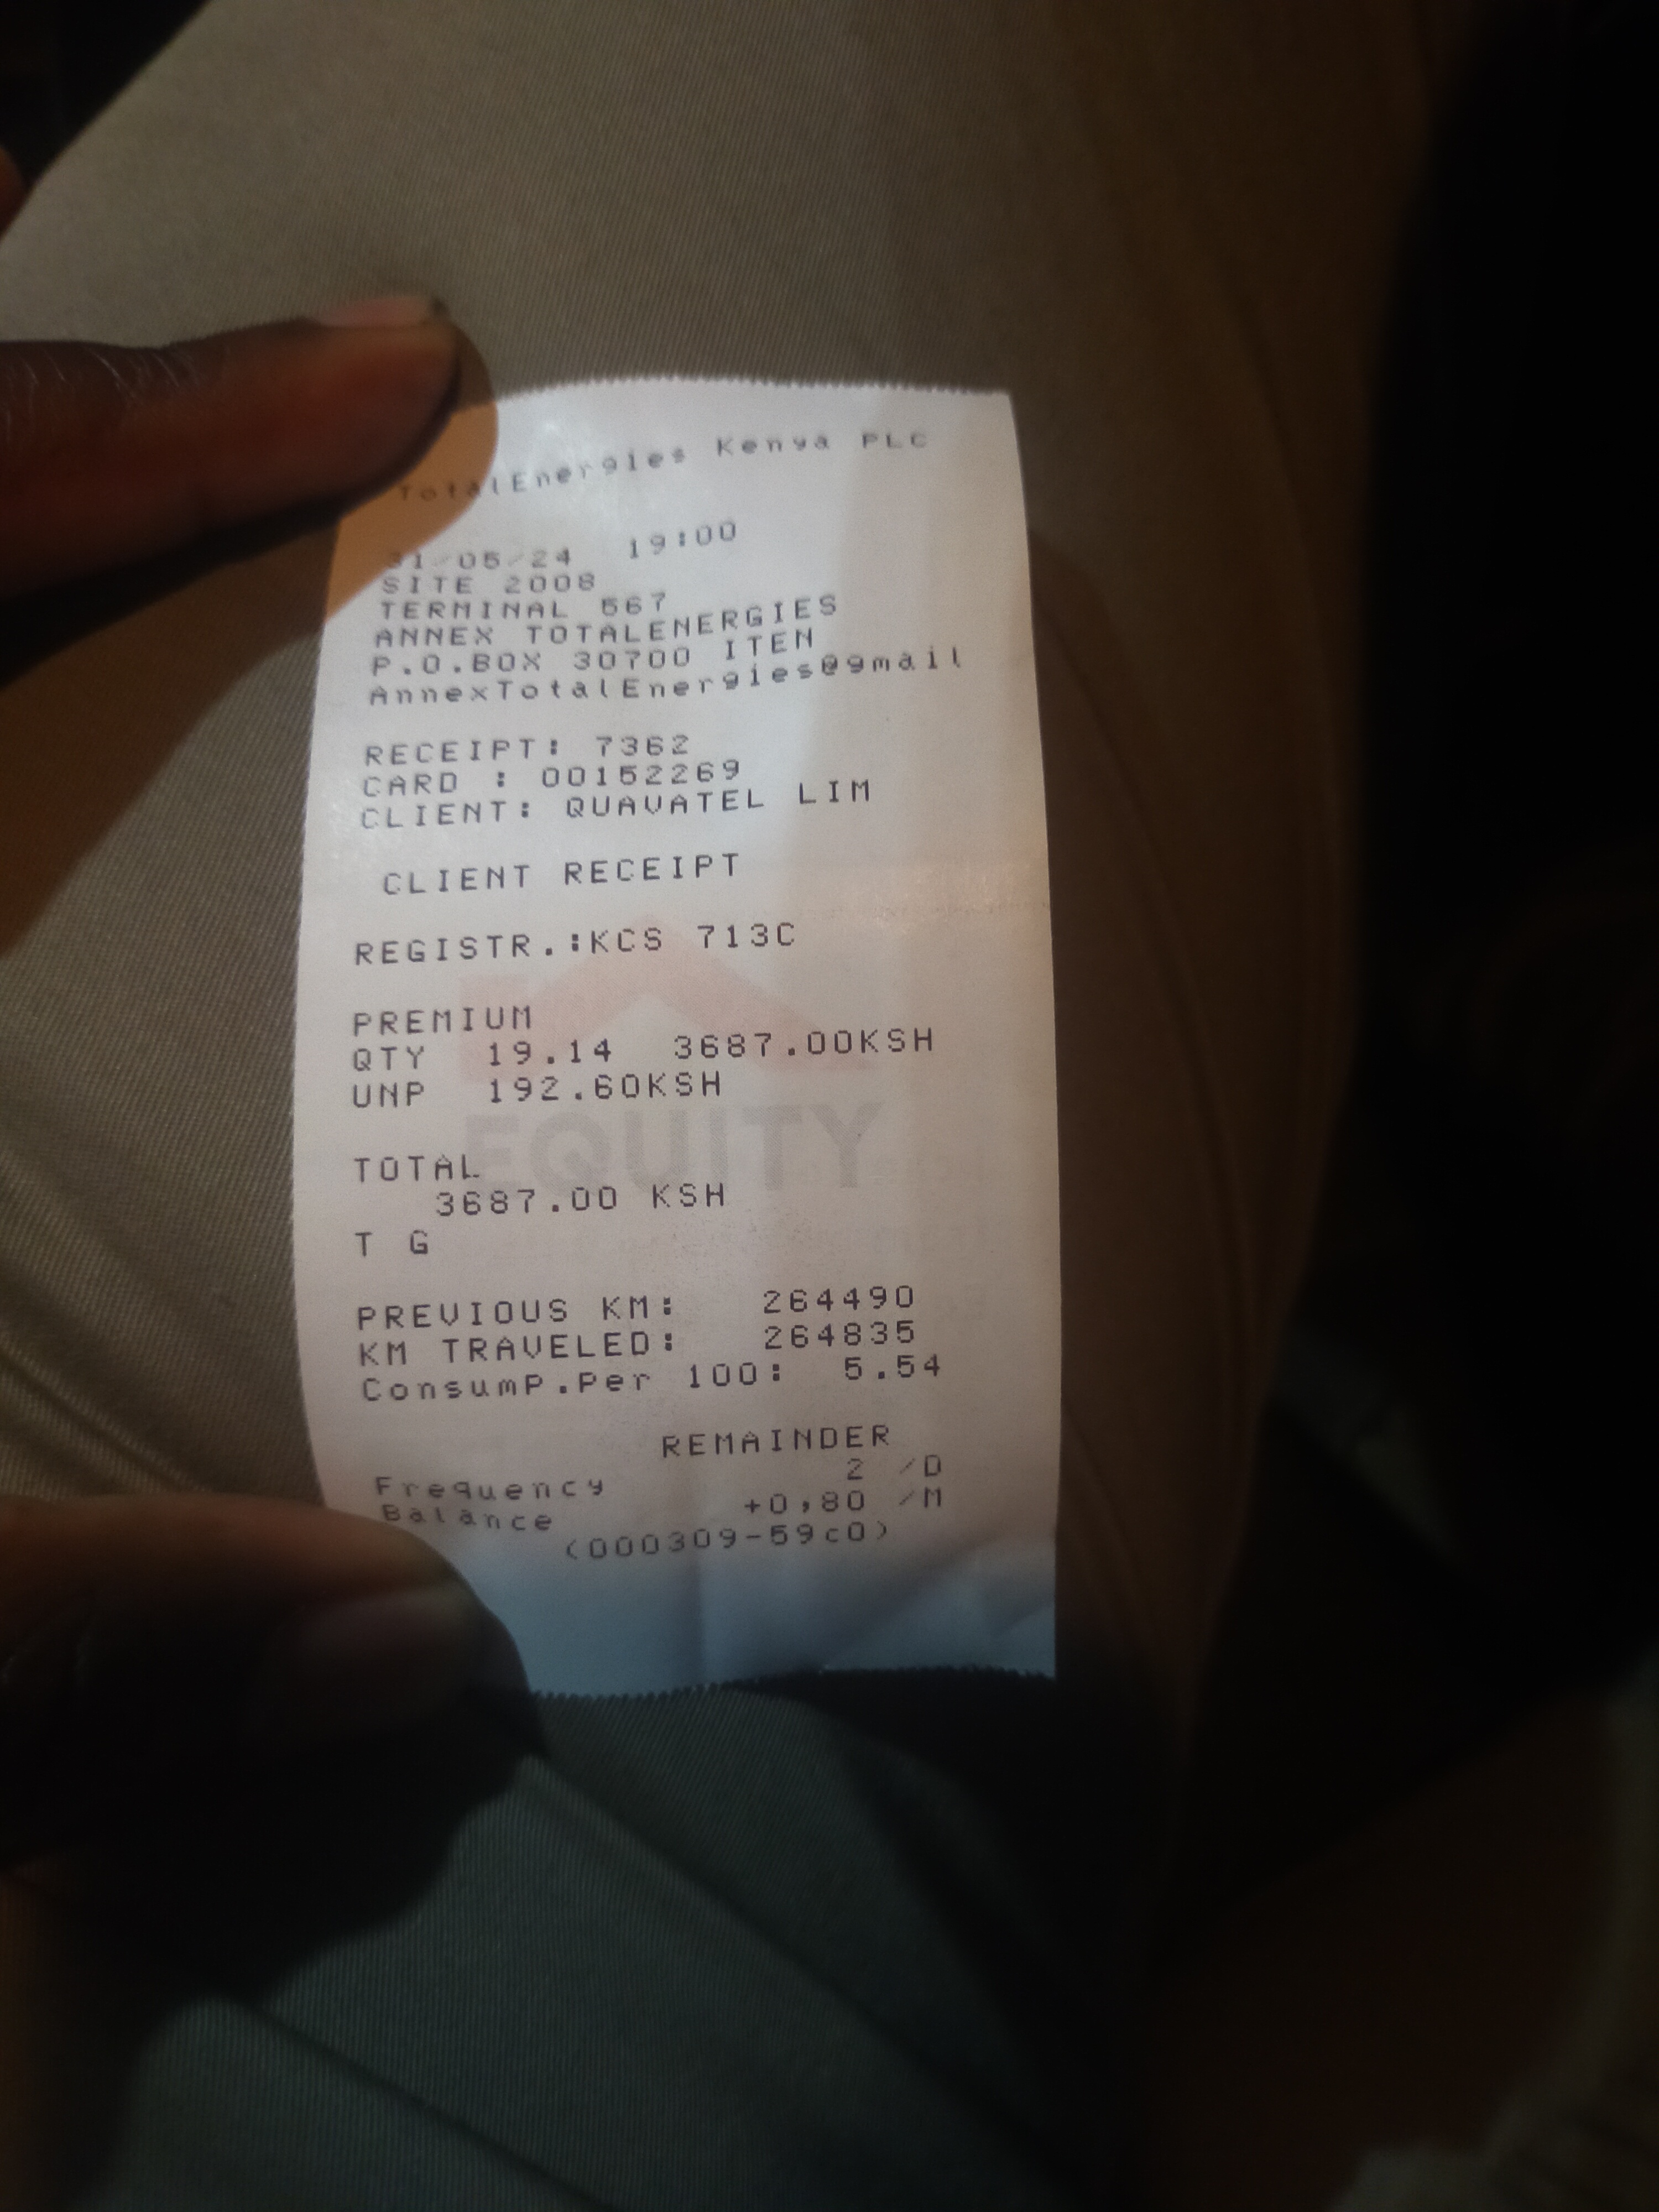 TotalEnergies Kenya PLC
31/05/24 19:00
SITE 2008
TERMINAL 567
ANNEX TOTALENERGIES
P.O.BOX 30700 ITEN
AnnexTotalEnergies@gmail
RECEIPT: 7362
CARD : 00152269
CLIENT: QUAVATEL LIM
CLIENT RECEIPT
REGISTR.:KCS 713C
PREMIUM
QTY 19.14 3687.00KSH
UNP 192.60KSH
EQUITY
TOTAL
3687.00 KSH
T G
PREVIOUS KM: 264490
KM TRAVELED: 264835
Consump.Per 100: 5.54
REMAINDER
Frequency 2 /D
Balance +0,80 /M
(000309-59c0)